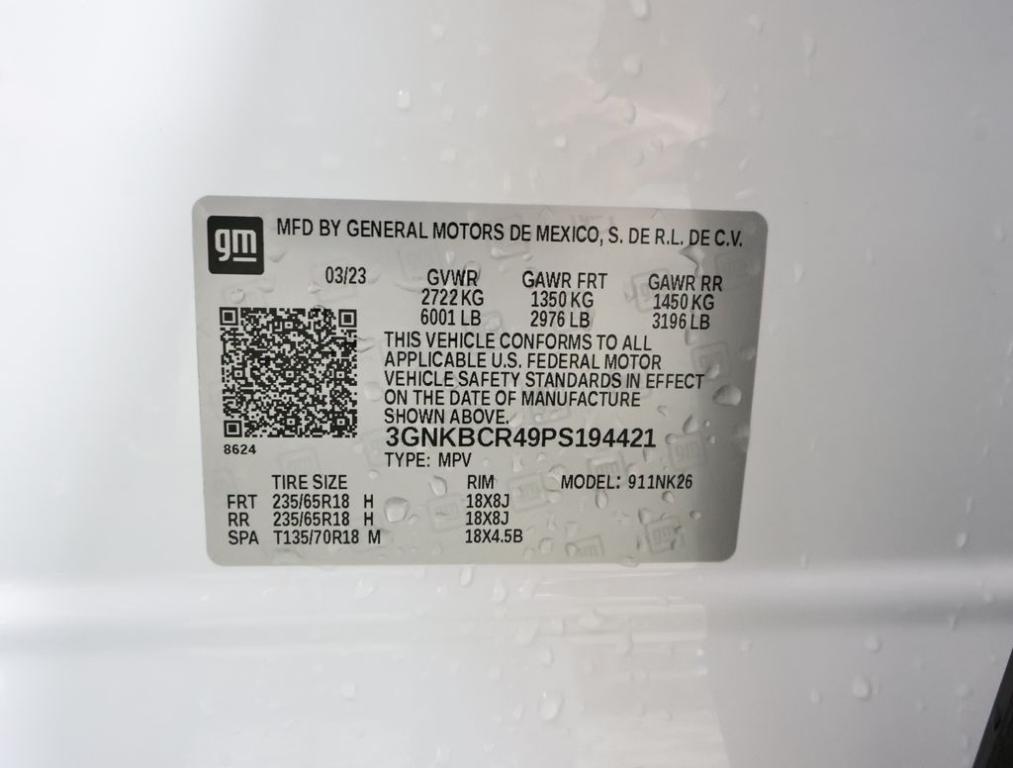 gm
MFD BY GENERAL MOTORS DE MEXICO, S. DE R.L. DE C.V.
03/23 GVWR GAWR FRT GAWR RR
2722 KG 1350 KG 1450 KG
6001 LB 2976 LB 3196 LB
THIS VEHICLE CONFORMS TO ALL
APPLICABLE U.S. FEDERAL MOTOR
VEHICLE SAFETY STANDARDS IN EFFECT
ON THE DATE OF MANUFACTURE
SHOWN ABOVE.
8624
3GNKBCR49PS194421
TYPE: MPV
TIRE SIZE RIM MODEL: 911NK26
FRT 235/65R18 H 18X8J
RR 235/65R18 H 18X8J
SPA T135/70R18 M 18X4.5B